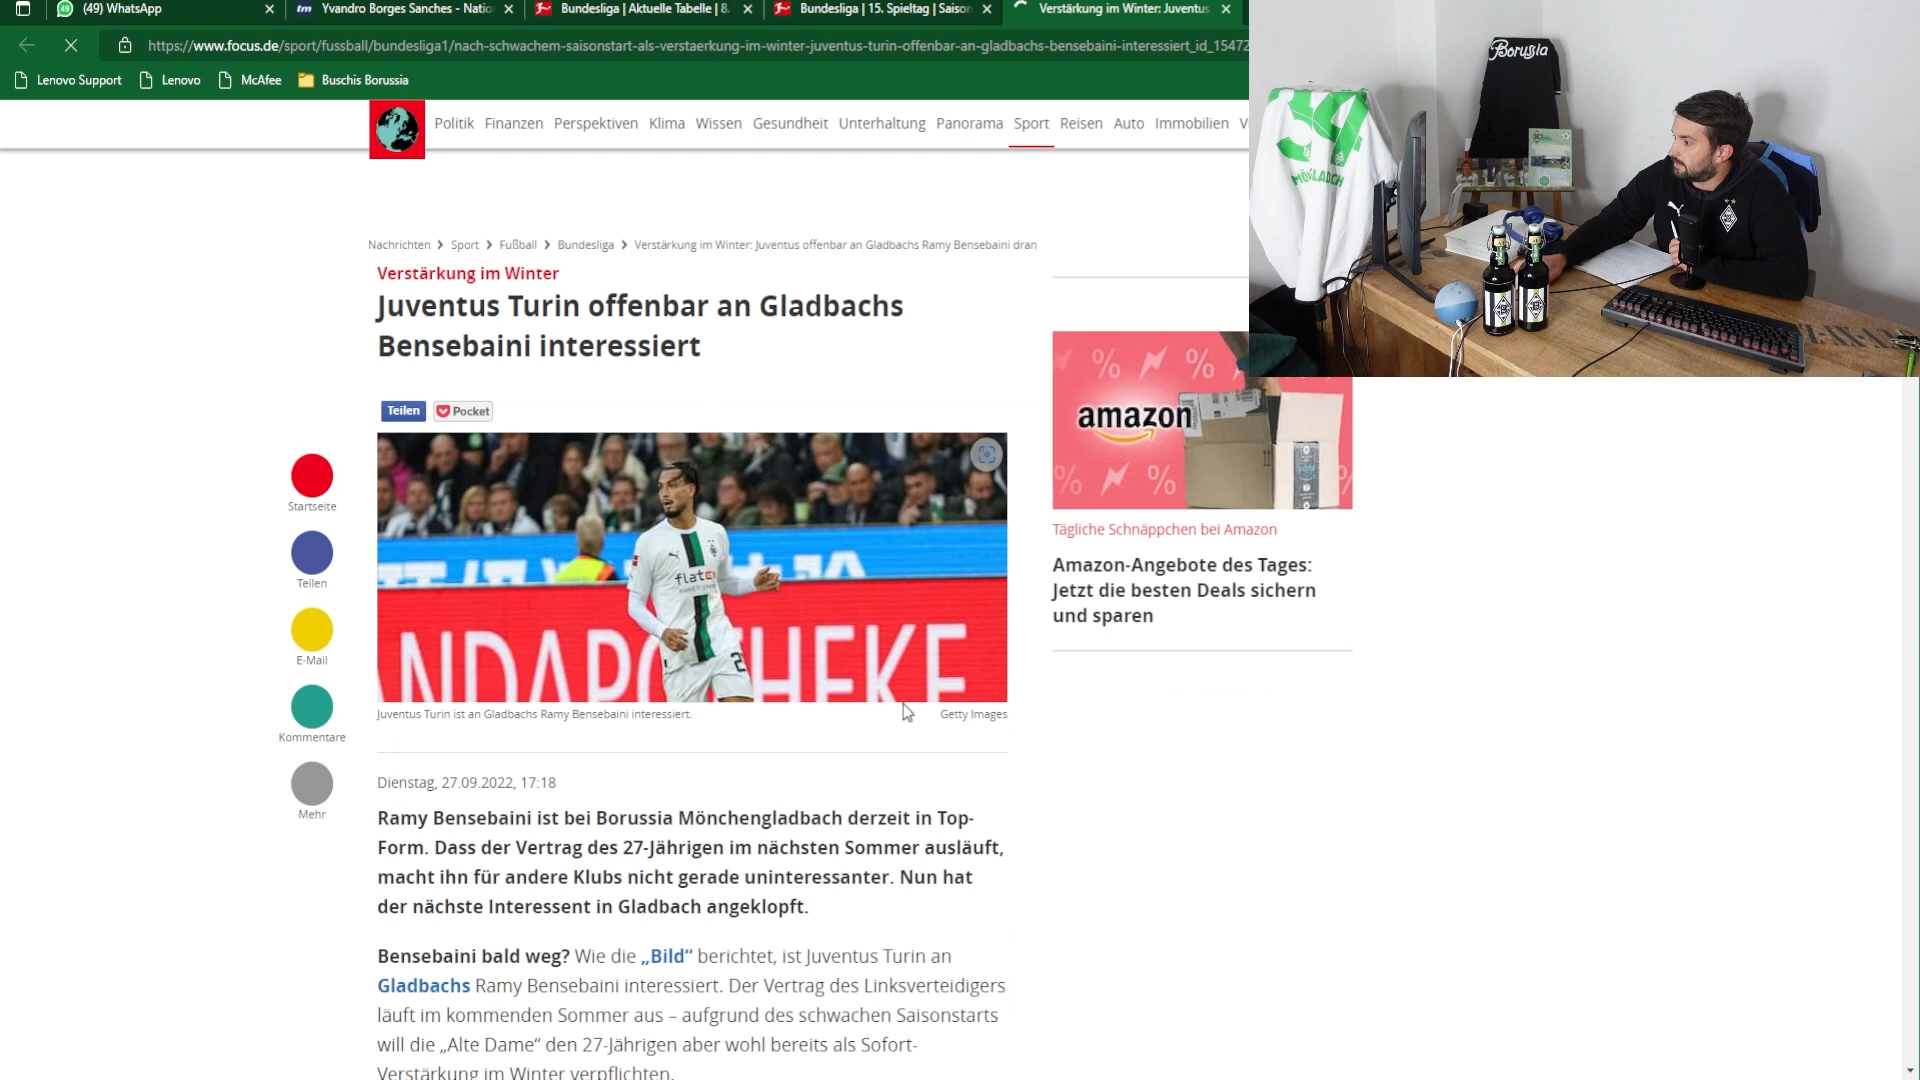 (49) WhatsApp
tm Yvandro Borges Sanches - Natio
Bundesliga | Aktuelle Tabelle | 8.
Bundesliga | 15. Spieltag | Saison
Verstärkung im Winter: Juventus
https://www.focus.de/sport/fussball/bundesliga1/nach-schwachem-saisonstart-als-verstaerkung-im-winter-juventus-turin-offenbar-an-gladbachs-bensebaini-interessiert_id_15472
Lenovo Support Lenovo McAfee Buschis Borussia
Politik Finanzen Perspektiven Klima Wissen Gesundheit Unterhaltung Panorama Sport Reisen Auto Immobilien V
Borussia
Nachrichten Sport Fußball Bundesliga Verstärkung im Winter: Juventus offenbar an Gladbachs Ramy Bensebaini dran
Verstärkung im Winter
Juventus Turin offenbar an Gladbachs
Bensebaini interessiert
Teilen Pocket
flatex
NDAPOTHEKE
Startseite
Teilen
E-Mail
Kommentare
Mehr
Juventus Turin ist an Gladbachs Ramy Bensebaini interessiert.
Getty Images
Dienstag, 27.09.2022, 17:18
Ramy Bensebaini ist bei Borussia Mönchengladbach derzeit in Top-
Form. Dass der Vertrag des 27-Jährigen im nächsten Sommer ausläuft,
macht ihn für andere Klubs nicht gerade uninteressanter. Nun hat
der nächste Interessent in Gladbach angeklopft.
Bensebaini bald weg? Wie die „Bild“ berichtet, ist Juventus Turin an
Gladbachs Ramy Bensebaini interessiert. Der Vertrag des Linksverteidigers
läuft im kommenden Sommer aus – aufgrund des schwachen Saisonstarts
will die „Alte Dame“ den 27-Jährigen aber wohl bereits als Sofort-
Verstärkung im Winter verpflichten.
amazon
Tägliche Schnäppchen bei Amazon
Amazon-Angebote des Tages:
Jetzt die besten Deals sichern
und sparen